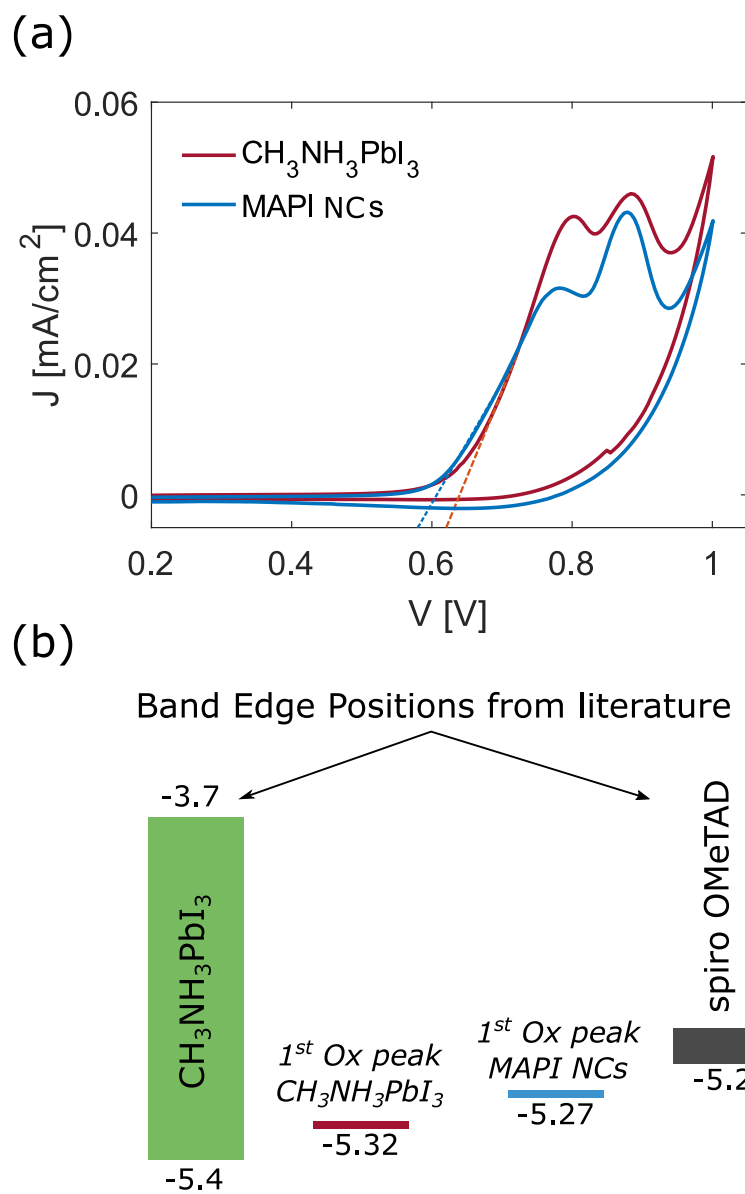 (a)
0.06
0.04
0.02
0
J [mA/cm²]
CH₃NH₃PbI₃
MAPI NCs
0.2 0.4 0.6 0.8 1
V [V]
(b)
Band Edge Positions from literature
-3.7
CH₃NH₃PbI₃
-5.4
1st Ox peak
CH₃NH₃PbI₃
-5.32
1st Ox peak
MAPI NCs
-5.27
spiro OMeTAD
-5.2